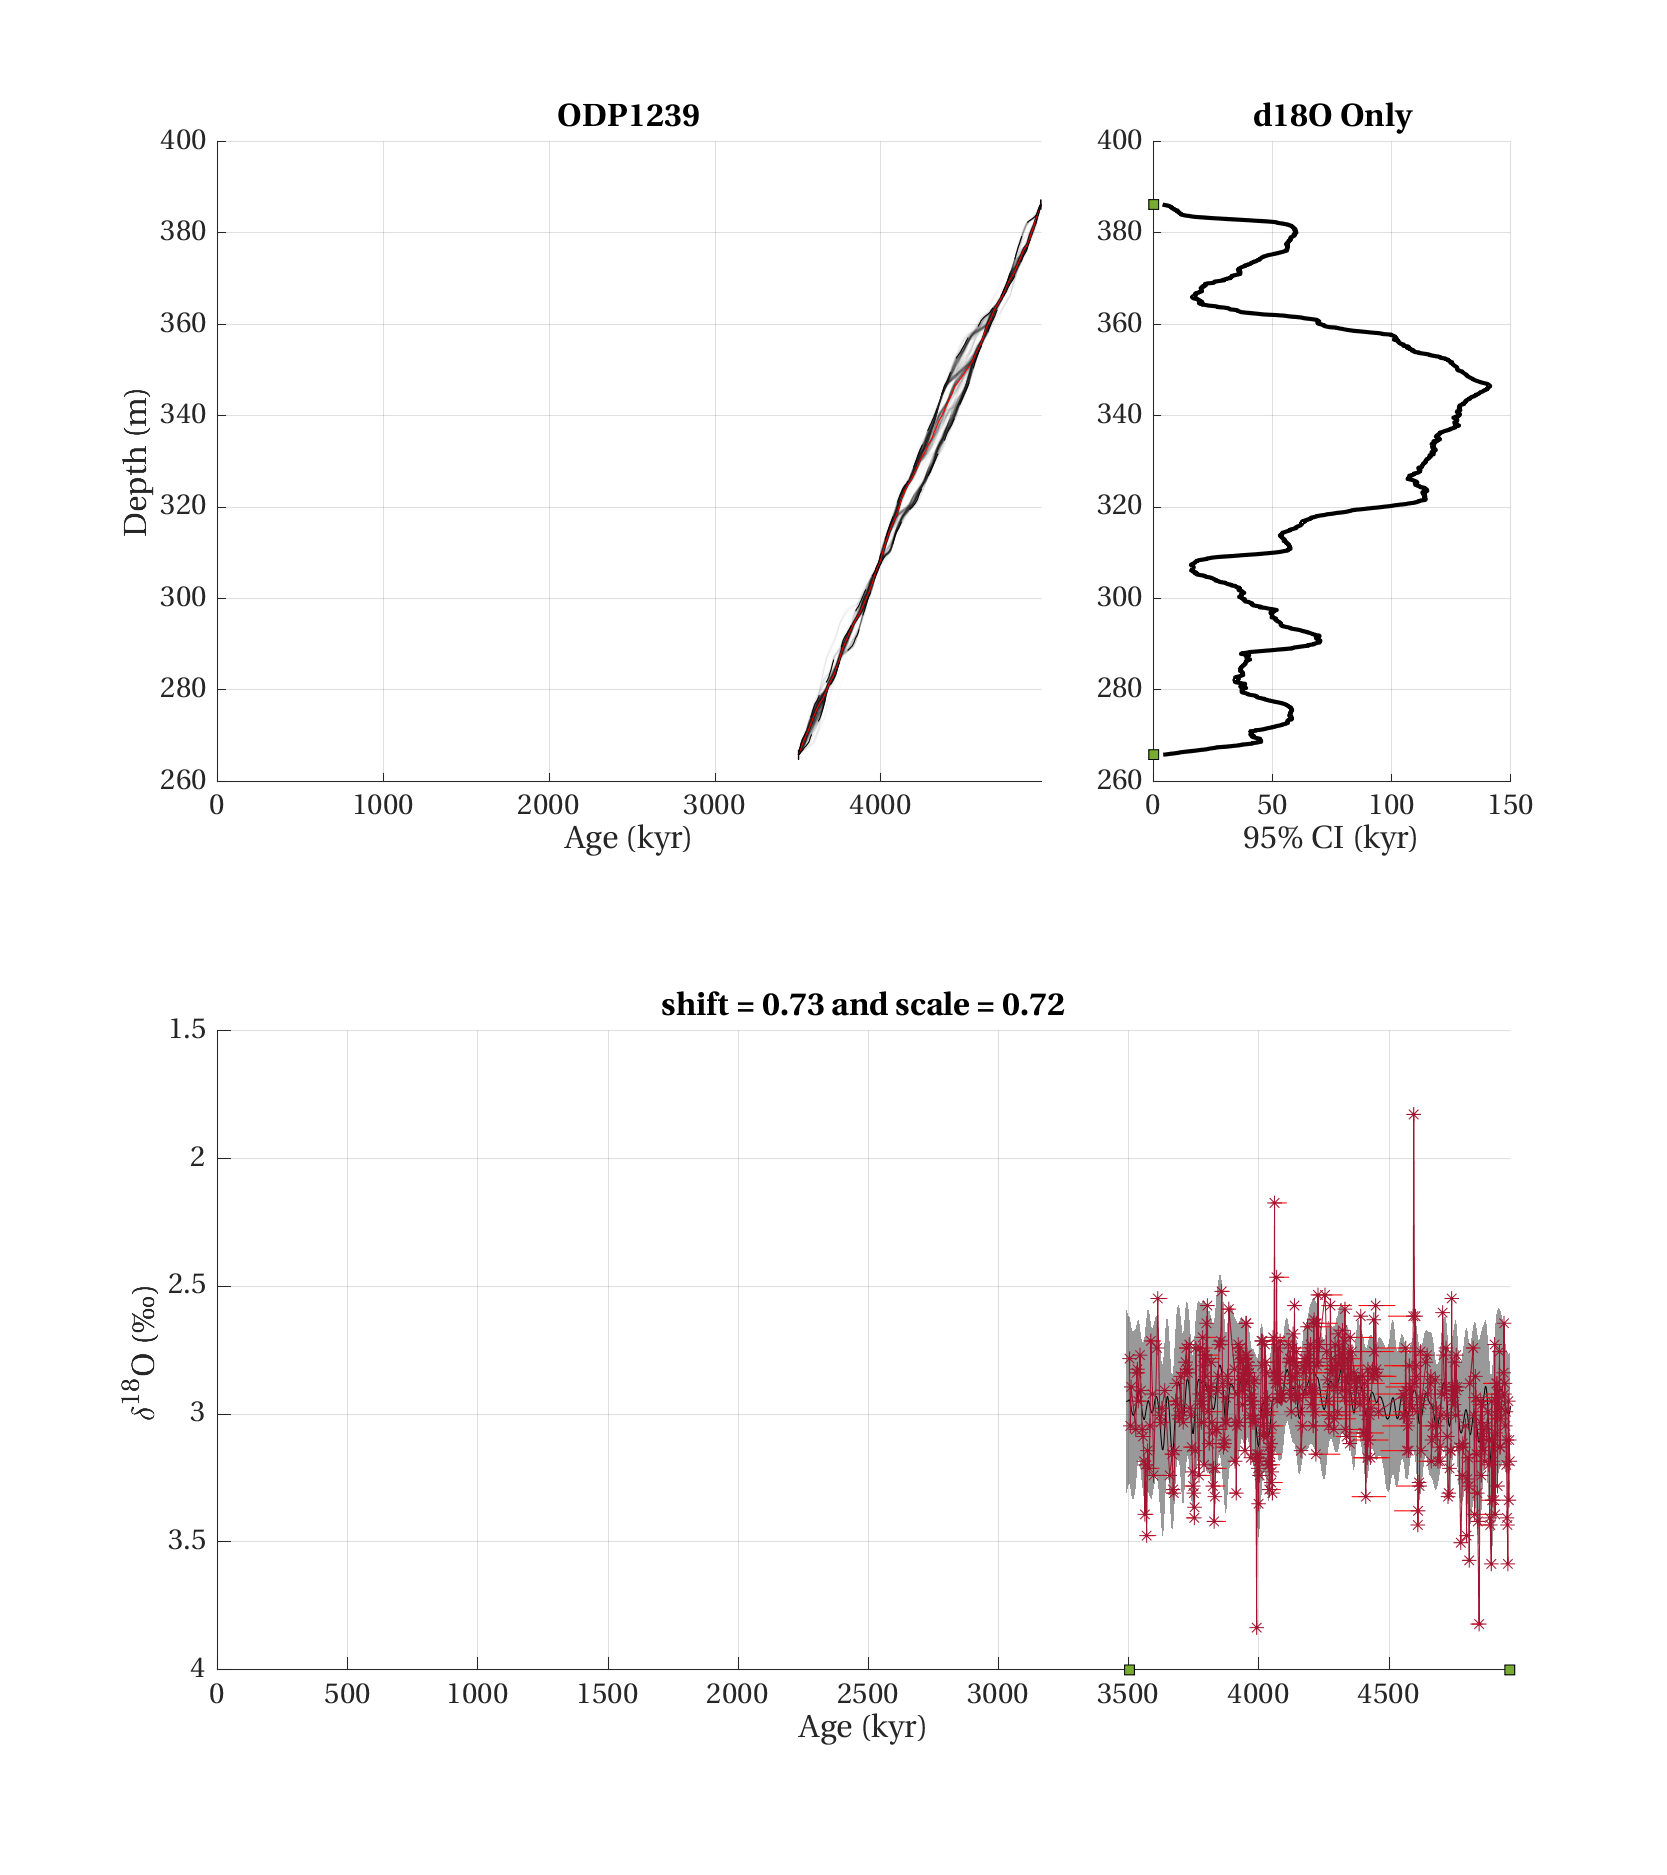 ODP1239
400
380
360
340
320
300
280
260
Depth (m)
0 1000 2000 3000 4000
Age (kyr)
d18O Only
400
380
360
340
320
300
280
260
0 50 100 150
95% CI (kyr)
shift = 0.73 and scale = 0.72
1.5
2
2.5
3
3.5
4
δ¹⁸O (‰)
0 500 1000 1500 2000 2500 3000 3500 4000 4500
Age (kyr)